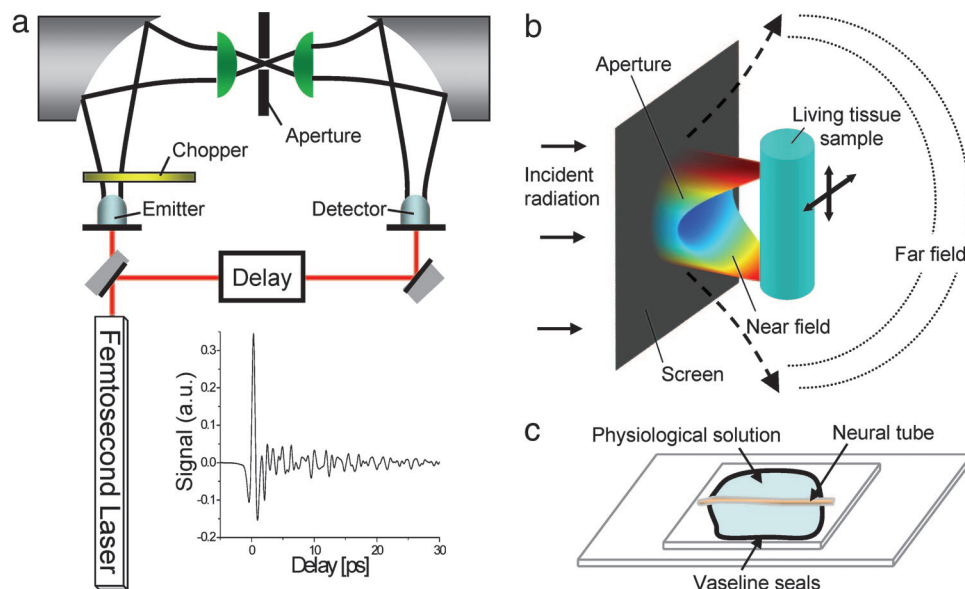 a
Aperture
Chopper
Emitter
Detector
Delay
Femtosecond Laser
Signal (a.u.)
0.3
0.2
0.1
0.0
-0.1
-0.2
0
10
20
30
Delay [ps]
b
Aperture
Living tissue
sample
Incident
radiation
Far field
Near field
Screen
c
Physiological solution
Neural tube
Vaseline seals